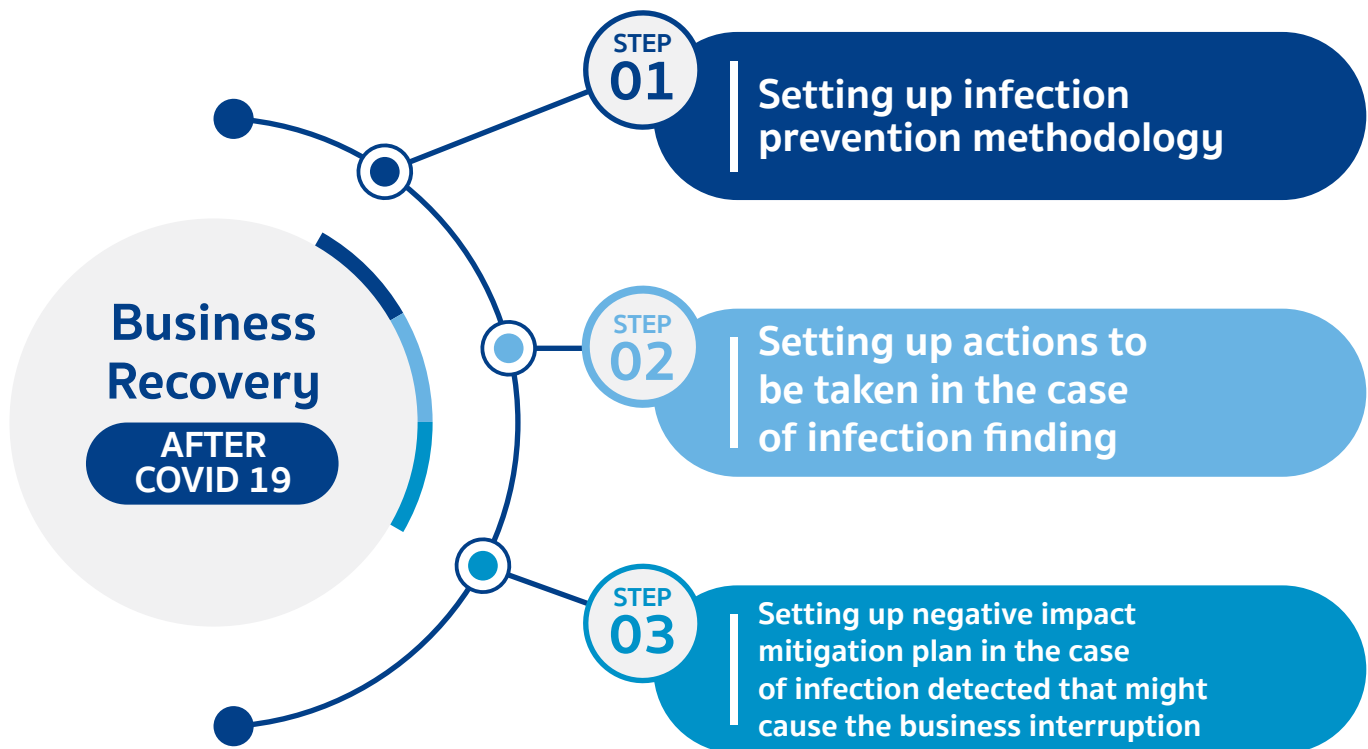 Business
Recovery
AFTER
COVID 19
STEP
01
Setting up infection
prevention methodology
STEP
02
Setting up actions to
be taken in the case
of infection finding
STEP
03
Setting up negative impact
mitigation plan in the case
of infection detected that might
cause the business interruption